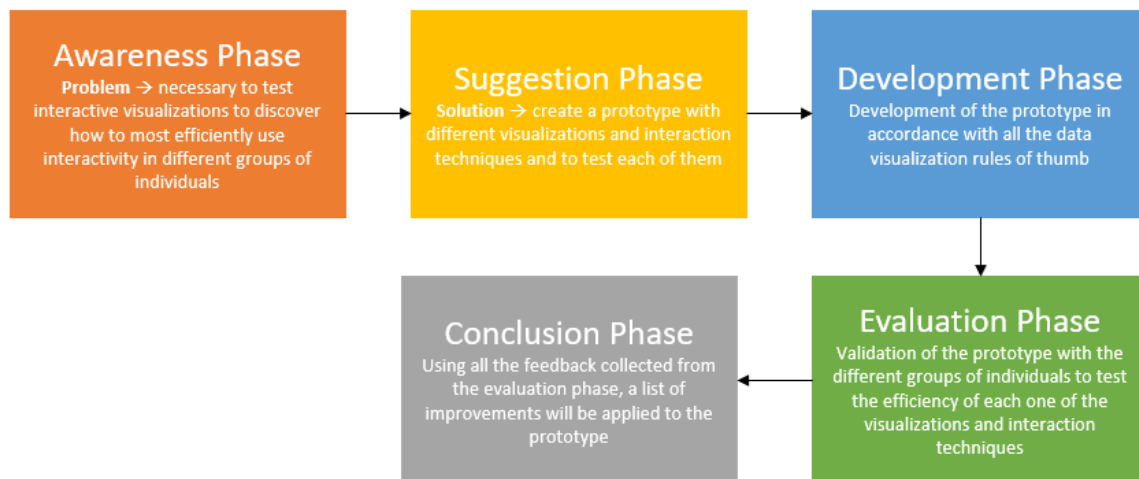 Awareness Phase
Problem → necessary to test
interactive visualizations to discover
how to most efficiently use
interactivity in different groups of
individuals
Suggestion Phase
Solution → create a prototype with
different visualizations and interaction
techniques and to test each of them
Development Phase
Development of the prototype in
accordance with all the data
visualization rules of thumb
Evaluation Phase
Validation of the prototype with the
different groups of individuals to test
the efficiency of each one of the
visualizations and interaction
techniques
Conclusion Phase
Using all the feedback collected from
the evaluation phase, a list of
improvements will be applied to the
prototype